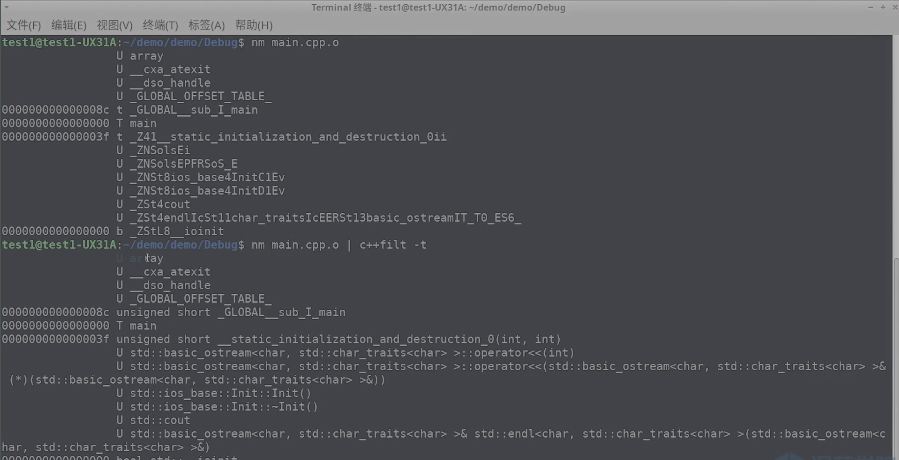 Terminal 终端 - test1@test1-UX31A: ~/demo/demo/Debug
文件(F) 编辑(E) 视图(V) 终端(T) 标签(A) 帮助(H)
test1@test1-UX31A:~/demo/demo/Debug$ nm main.cpp.o
U array
U __cxa_atexit
U __dso_handle
U _GLOBAL_OFFSET_TABLE_
000000000000008c t _GLOBAL__sub_I_main
0000000000000000 T main
000000000000003f t _Z41__static_initialization_and_destruction_0ii
U _ZNSolsEi
U _ZNSolsEPFRSoS_E
U _ZNSt8ios_base4InitC1Ev
U _ZNSt8ios_base4InitD1Ev
U _ZSt4cout
U _ZSt4endlIcSt11char_traitsIcEERSt13basic_ostreamIT_T0_ES6_
0000000000000000 b _ZStL8__ioinit
test1@test1-UX31A:~/demo/demo/Debug$ nm main.cpp.o | c++filt -t
U array
U __cxa_atexit
U __dso_handle
U _GLOBAL_OFFSET_TABLE_
000000000000008c unsigned short _GLOBAL__sub_I_main
0000000000000000 T main
000000000000003f unsigned short __static_initialization_and_destruction_0(int, int)
U std::basic_ostream<char, std::char_traits<char> >::operator<<(int)
U std::basic_ostream<char, std::char_traits<char> >::operator<<(std::basic_ostream<char, std::char_traits<char> >&
(*)(std::basic_ostream<char, std::char_traits<char> >&))
U std::ios_base::Init::Init()
U std::ios_base::Init::~Init()
U std::cout
U std::basic_ostream<char, std::char_traits<char> >& std::endl<char, std::char_traits<char> >(std::basic_ostream<c
har, std::char_traits<char> >&)
0000000000000000 bool std::__ioinit